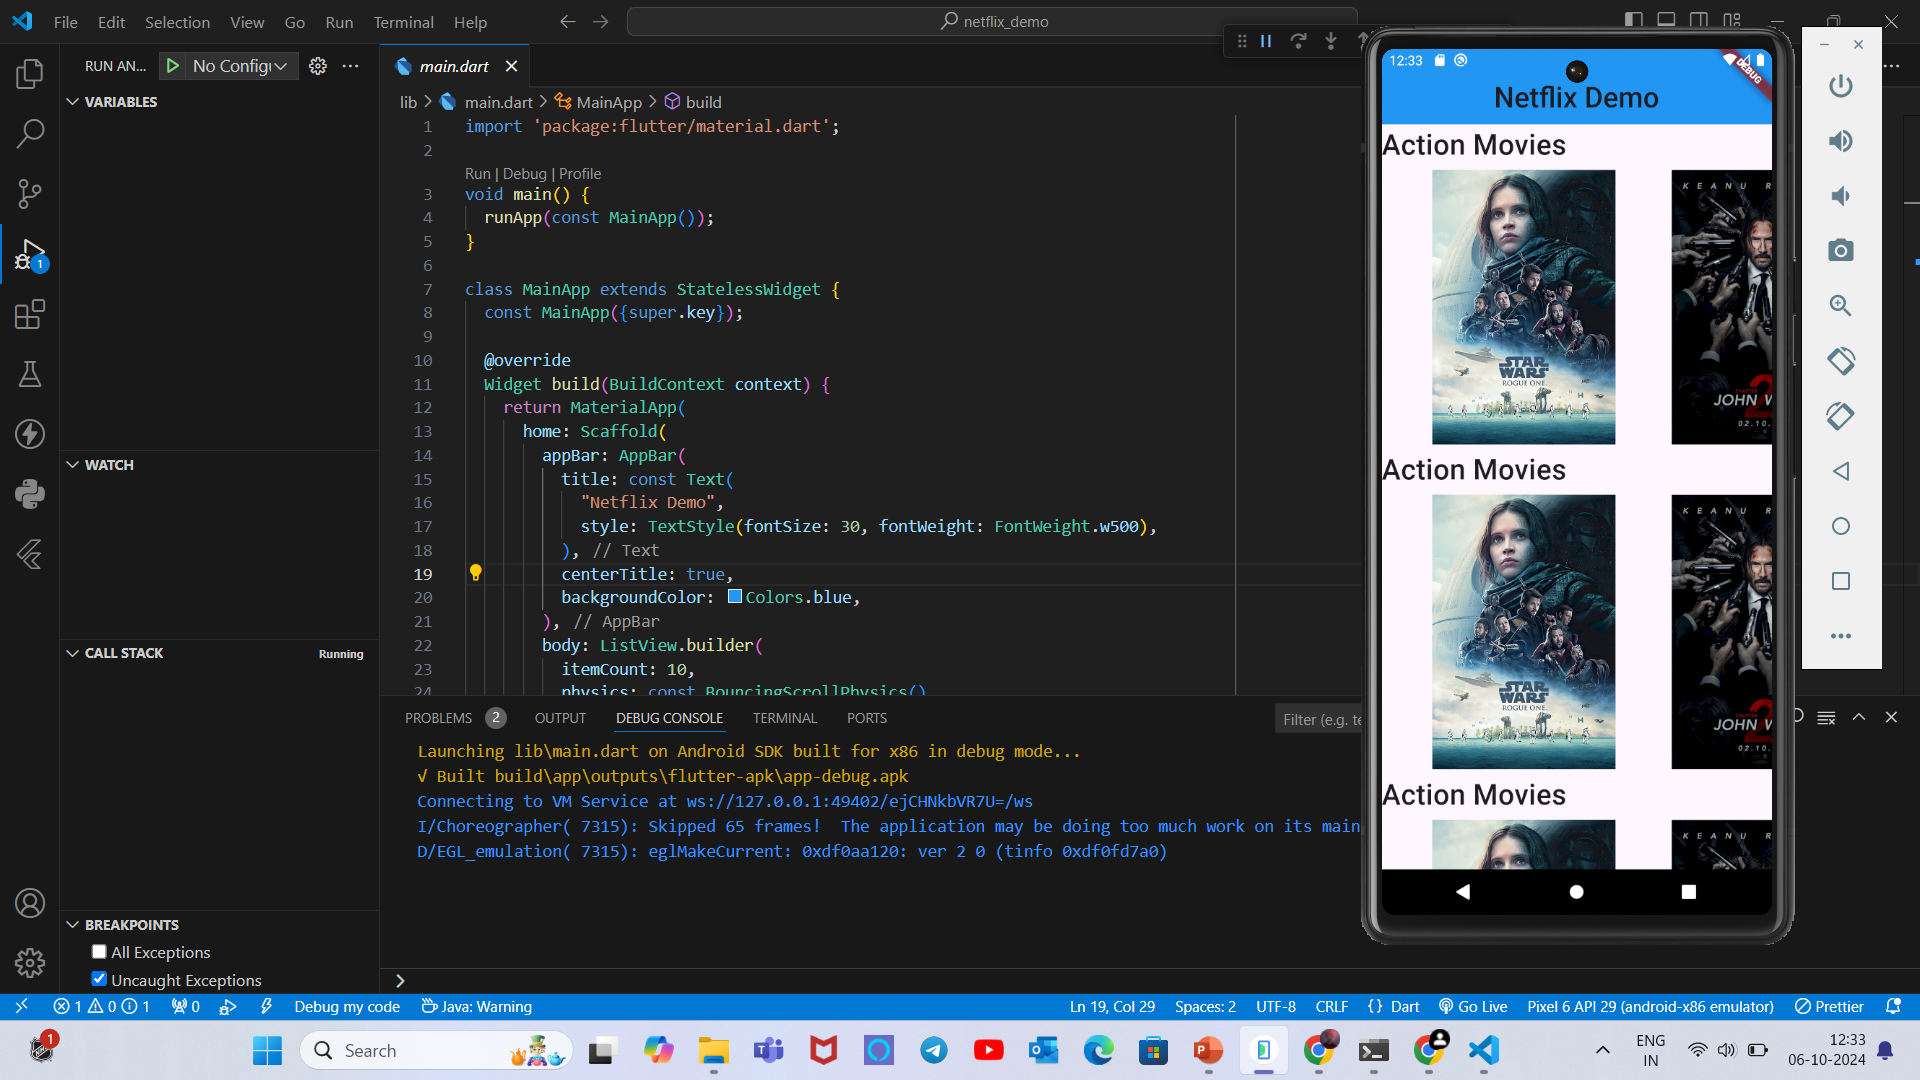 File Edit Selection View Go Run Terminal Help
netflix_demo
RUN AN...
No Config
VARIABLES
WATCH
CALL STACK
Running
BREAKPOINTS
All Exceptions
Uncaught Exceptions
1
main.dart
lib > main.dart > MainApp > build
1 import 'package:flutter/material.dart';
2
Run | Debug | Profile
3 void main() {
4 runApp(const MainApp());
5 }
6
7 class MainApp extends StatelessWidget {
8 const MainApp({super.key});
9
10 @override
11 Widget build(BuildContext context) {
12 return MaterialApp(
13 home: Scaffold(
14 appBar: AppBar(
15 title: const Text(
16 "Netflix Demo",
17 style: TextStyle(fontSize: 30, fontWeight: FontWeight.w500),
18 ), // Text
19 centerTitle: true,
20 backgroundColor: Colors.blue,
21 ), // AppBar
22 body: ListView.builder(
23 itemCount: 10,
24 physics: const BouncingScrollPhysics()
PROBLEMS 2 OUTPUT DEBUG CONSOLE TERMINAL PORTS
Filter (e.g. te
Launching lib\main.dart on Android SDK built for x86 in debug mode...
√ Built build\app\outputs\flutter-apk\app-debug.apk
Connecting to VM Service at ws://127.0.0.1:49402/ejCHNkbVR7U=/ws
I/Choreographer( 7315): Skipped 65 frames!  The application may be doing too much work on its main
D/EGL_emulation( 7315): eglMakeCurrent: 0xdf0aa120: ver 2 0 (tinfo 0xdf0fd7a0)
12:33
DEBUG
Netflix Demo
Action Movies
STAR WARS
ROGUE ONE
KEANU R
CHAPTER 2
JOHN W
02.10.
Action Movies
STAR WARS
ROGUE ONE
KEANU R
CHAPTER 2
JOHN W
02.10.
Action Movies
KEANU R
1 0 1 0 Debug my code Java: Warning
Ln 19, Col 29 Spaces: 2 UTF-8 CRLF {} Dart Go Live Pixel 6 API 29 (android-x86 emulator) Prettier
1
Search
ENG
IN
12:33
06-10-2024